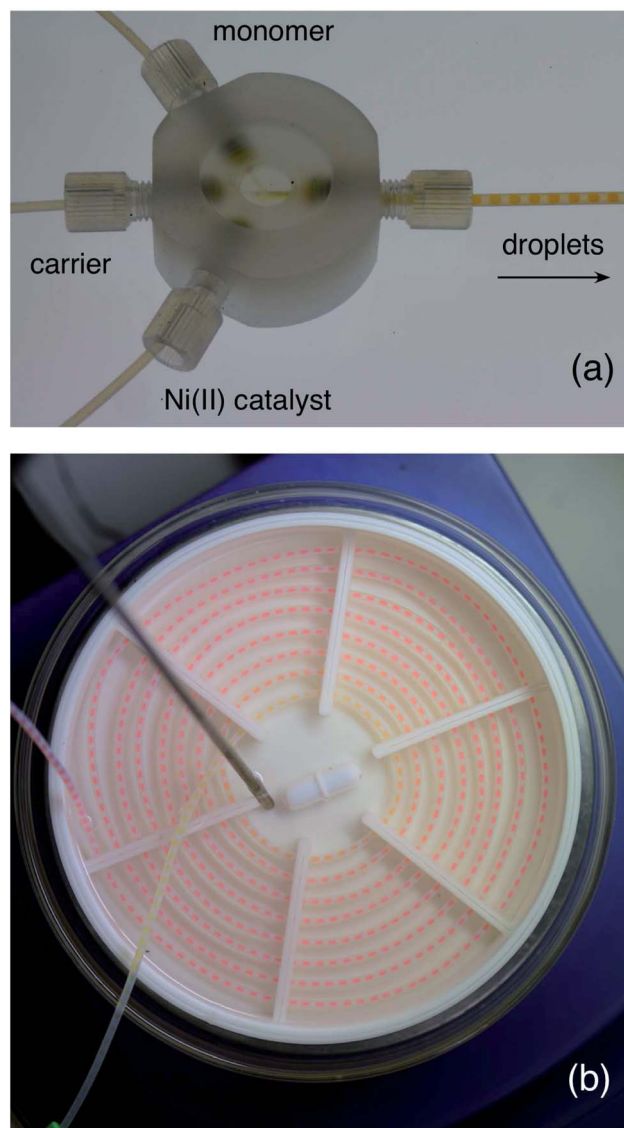 monomer
carrier
droplets
Ni(II) catalyst
(a)
(b)